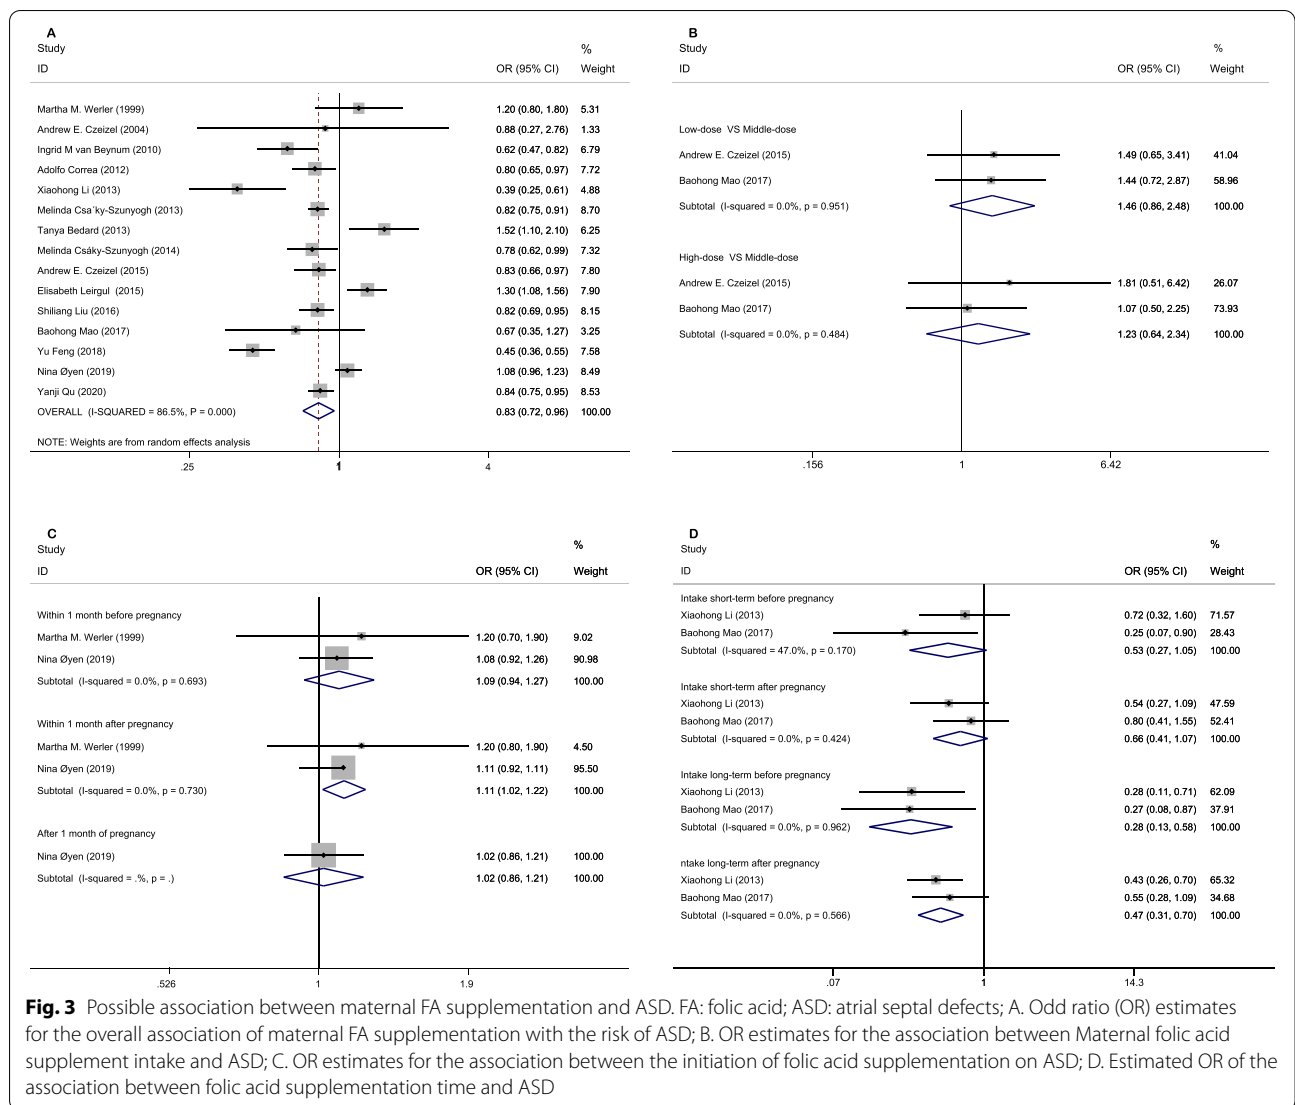 A
Study %
ID OR (95% CI) Weight
Martha M. Werler (1999) 1.20 (0.80, 1.80) 5.31
Andrew E. Czeizel (2004) 0.88 (0.27, 2.76) 1.33
Ingrid M van Beynum (2010) 0.62 (0.47, 0.82) 6.79
Adolfo Correa (2012) 0.80 (0.65, 0.97) 7.72
Xiaohong Li (2013) 0.39 (0.25, 0.61) 4.88
Melinda Csa´ky-Szunyogh (2013) 0.82 (0.75, 0.91) 8.70
Tanya Bedard (2013) 1.52 (1.10, 2.10) 6.25
Melinda Csáky-Szunyogh (2014) 0.78 (0.62, 0.99) 7.32
Andrew E. Czeizel (2015) 0.83 (0.66, 0.97) 7.80
Elisabeth Leirgul (2015) 1.30 (1.08, 1.56) 7.90
Shiliang Liu (2016) 0.82 (0.69, 0.95) 8.15
Baohong Mao (2017) 0.67 (0.35, 1.27) 3.25
Yu Feng (2018) 0.45 (0.36, 0.55) 7.58
Nina Øyen (2019) 1.08 (0.96, 1.23) 8.49
Yanji Qu (2020) 0.84 (0.75, 0.95) 8.53
OVERALL (I-SQUARED = 86.5%, P = 0.000) 0.83 (0.72, 0.96) 100.00
NOTE: Weights are from random effects analysis
.25 1 4
B
Study %
ID OR (95% CI) Weight
Low-dose VS Middle-dose
Andrew E. Czeizel (2015) 1.49 (0.65, 3.41) 41.04
Baohong Mao (2017) 1.44 (0.72, 2.87) 58.96
Subtotal (I-squared = 0.0%, p = 0.951) 1.46 (0.86, 2.48) 100.00
High-dose VS Middle-dose
Andrew E. Czeizel (2015) 1.81 (0.51, 6.42) 26.07
Baohong Mao (2017) 1.07 (0.50, 2.25) 73.93
Subtotal (I-squared = 0.0%, p = 0.484) 1.23 (0.64, 2.34) 100.00
.156 1 6.42
C
Study %
ID OR (95% CI) Weight
Within 1 month before pregnancy
Martha M. Werler (1999) 1.20 (0.70, 1.90) 9.02
Nina Øyen (2019) 1.08 (0.92, 1.26) 90.98
Subtotal (I-squared = 0.0%, p = 0.693) 1.09 (0.94, 1.27) 100.00
Within 1 month after pregnancy
Martha M. Werler (1999) 1.20 (0.80, 1.90) 4.50
Nina Øyen (2019) 1.11 (0.92, 1.11) 95.50
Subtotal (I-squared = 0.0%, p = 0.730) 1.11 (1.02, 1.22) 100.00
After 1 month of pregnancy
Nina Øyen (2019) 1.02 (0.86, 1.21) 100.00
Subtotal (I-squared = .%, p = .) 1.02 (0.86, 1.21) 100.00
.526 1 1.9
D
Study %
ID OR (95% CI) Weight
Intake short-term before pregnancy
Xiaohong Li (2013) 0.72 (0.32, 1.60) 71.57
Baohong Mao (2017) 0.25 (0.07, 0.90) 28.43
Subtotal (I-squared = 47.0%, p = 0.170) 0.53 (0.27, 1.05) 100.00
Intake short-term after pregnancy
Xiaohong Li (2013) 0.54 (0.27, 1.09) 47.59
Baohong Mao (2017) 0.80 (0.41, 1.55) 52.41
Subtotal (I-squared = 0.0%, p = 0.424) 0.66 (0.41, 1.07) 100.00
Intake long-term before pregnancy
Xiaohong Li (2013) 0.28 (0.11, 0.71) 62.09
Baohong Mao (2017) 0.27 (0.08, 0.87) 37.91
Subtotal (I-squared = 0.0%, p = 0.962) 0.28 (0.13, 0.58) 100.00
ntake long-term after pregnancy
Xiaohong Li (2013) 0.43 (0.26, 0.70) 65.32
Baohong Mao (2017) 0.55 (0.28, 1.09) 34.68
Subtotal (I-squared = 0.0%, p = 0.566) 0.47 (0.31, 0.70) 100.00
.07 1 14.3
Fig. 3 Possible association between maternal FA supplementation and ASD. FA: folic acid; ASD: atrial septal defects; A. Odd ratio (OR) estimates
for the overall association of maternal FA supplementation with the risk of ASD; B. OR estimates for the association between Maternal folic acid
supplement intake and ASD; C. OR estimates for the association between the initiation of folic acid supplementation on ASD; D. Estimated OR of the
association between folic acid supplementation time and ASD